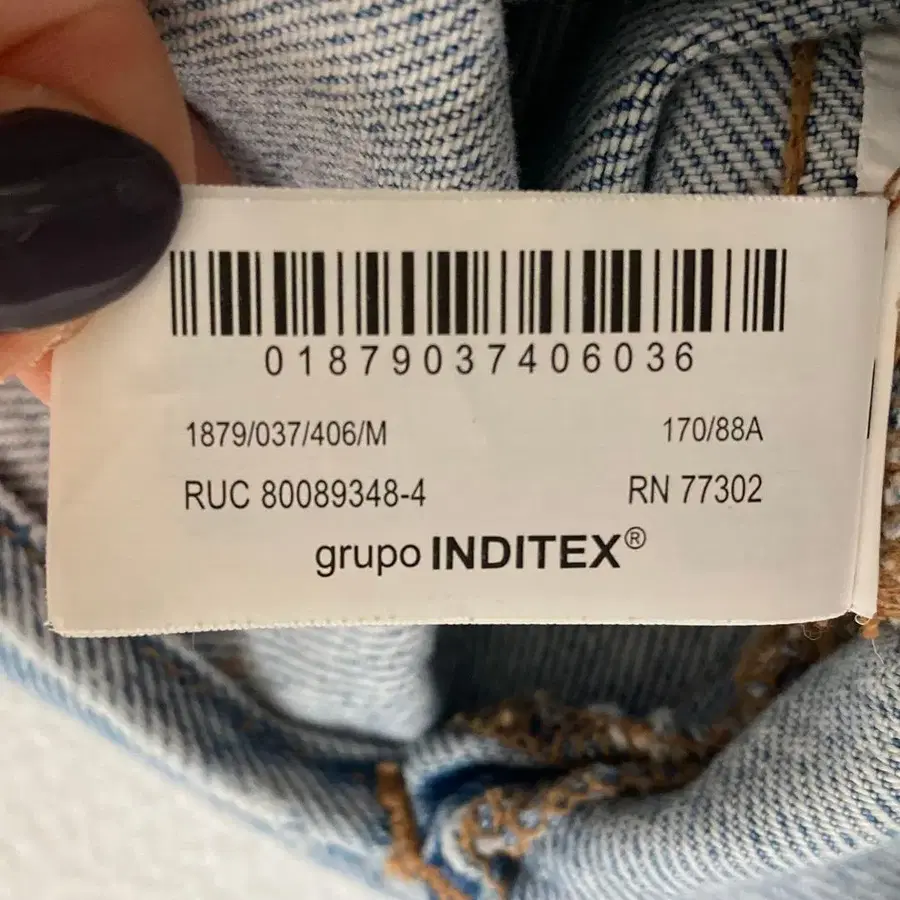 01879037406036
1879/037/406/M 170/88A
RUC 80089348-4 RN 77302
grupo INDITEX®